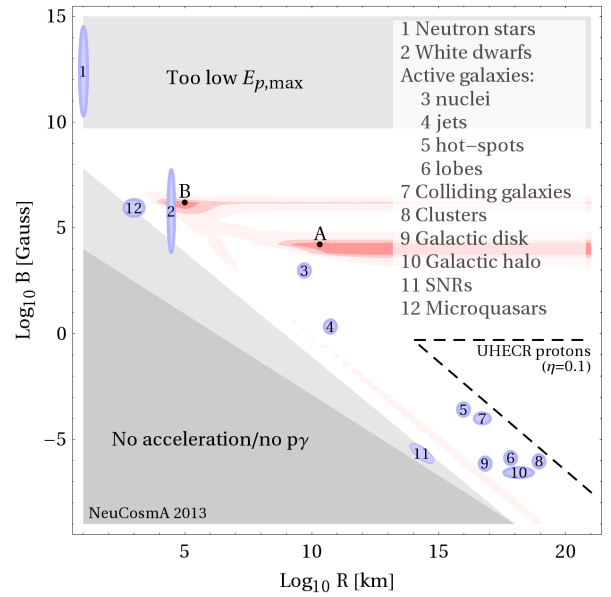 15
10
5
0
−5
5
10
15
20
Log10 B [Gauss]
Log10 R [km]
Too low Ep,max
1 Neutron stars
2 White dwarfs
Active galaxies:
3 nuclei
4 jets
5 hot−spots
6 lobes
7 Colliding galaxies
8 Clusters
9 Galactic disk
10 Galactic halo
11 SNRs
12 Microquasars
1
B
12
2
A
3
4
UHECR protons
(η=0.1)
5
7
No acceleration/no pγ
11
9
6
8
10
NeuCosmA 2013